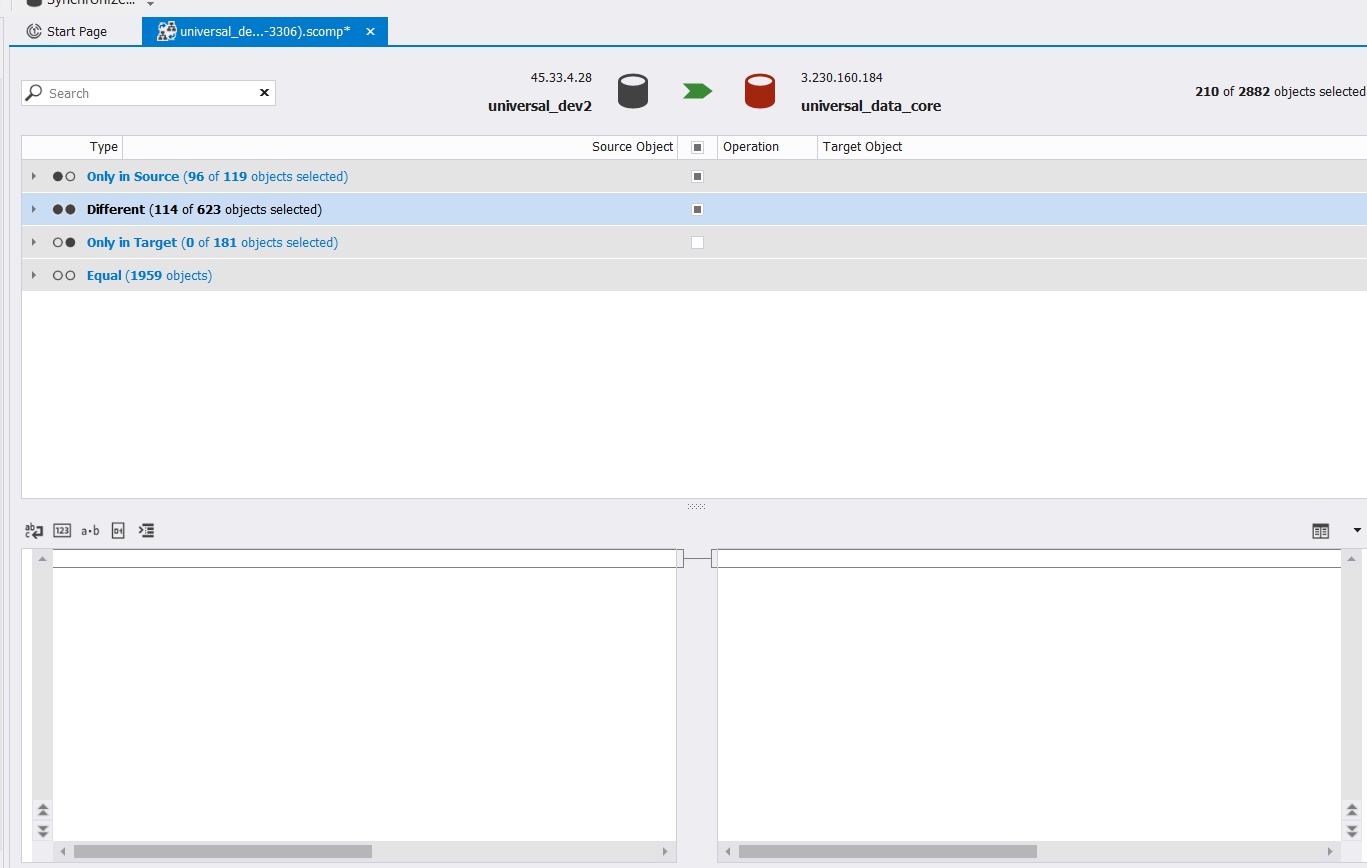 Synchronize...
Start Page
universal_de...-3306).scomp*
Search
45.33.4.28
universal_dev2
3.230.160.184
universal_data_core
210 of 2882 objects selected
Type
Source Object
Operation
Target Object
Only in Source (96 of 119 objects selected)
Different (114 of 623 objects selected)
Only in Target (0 of 181 objects selected)
Equal (1959 objects)
ab
c
123
a•b